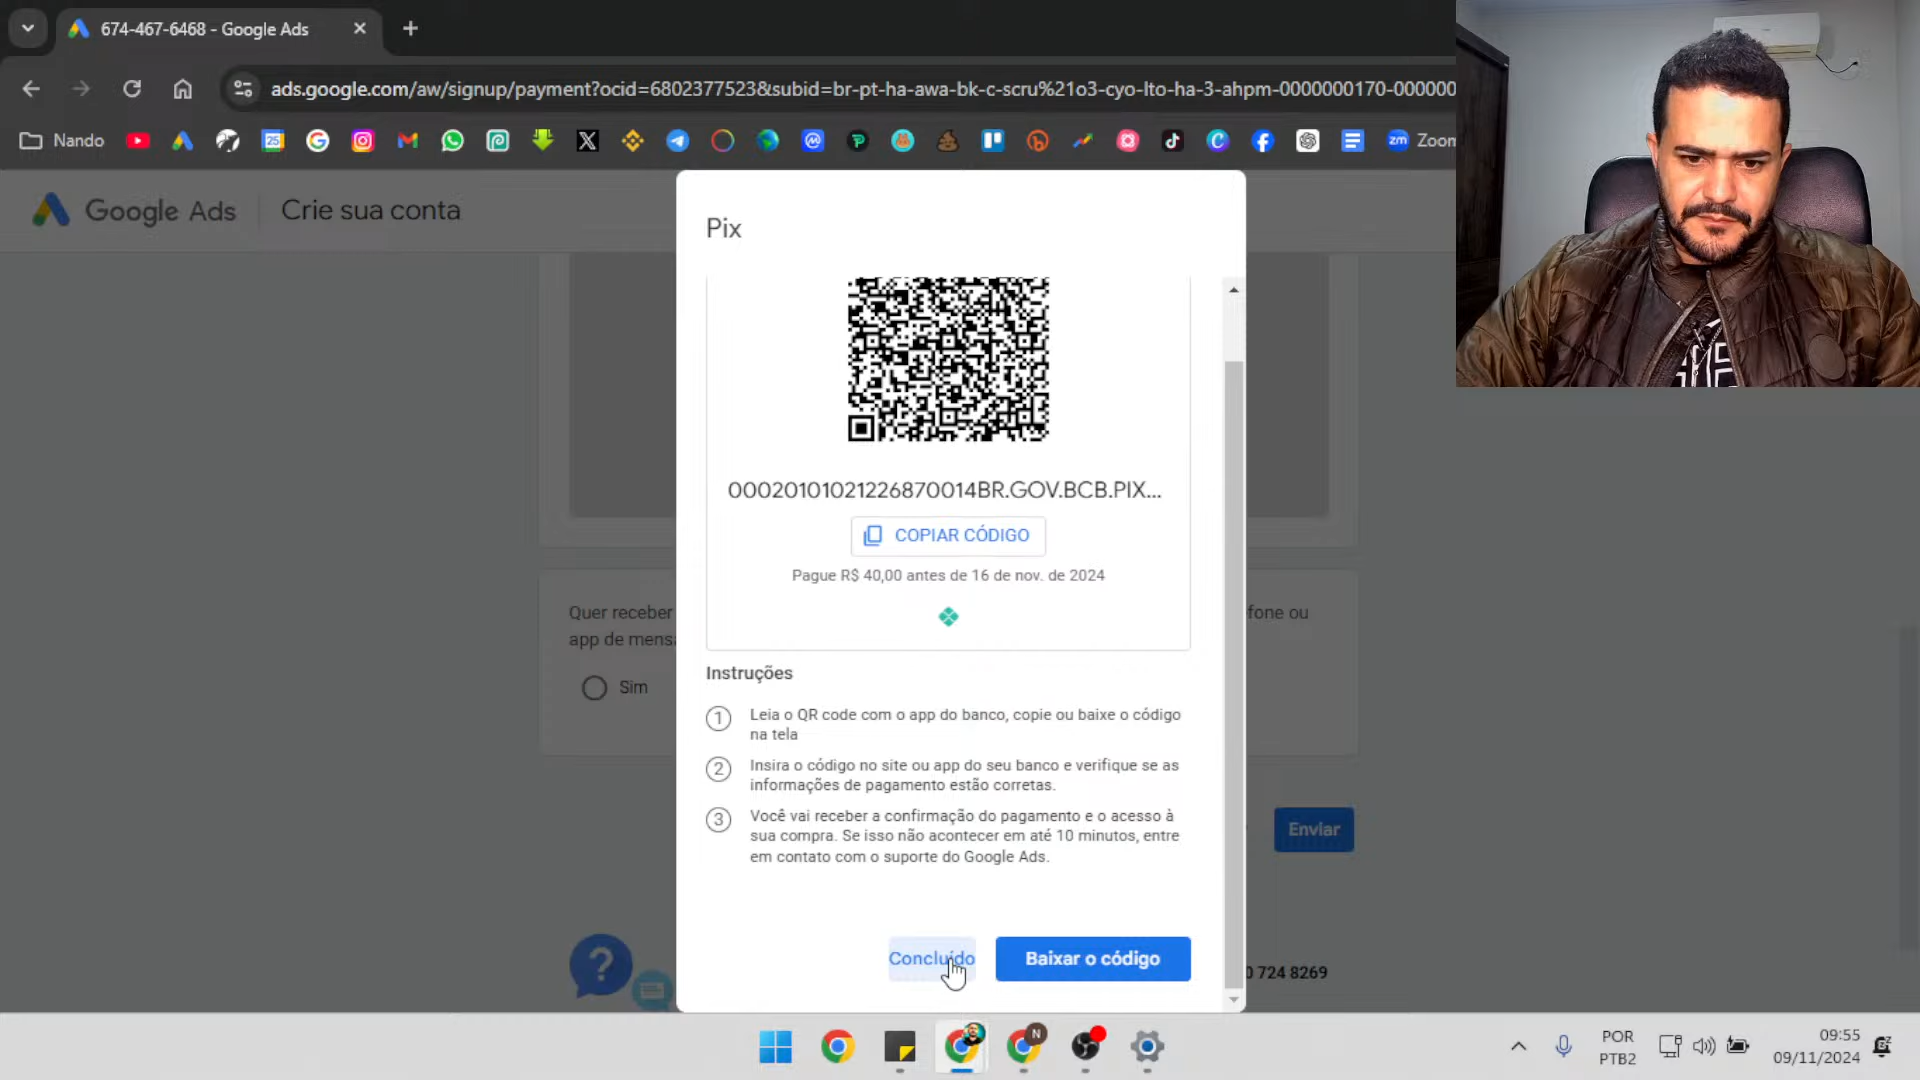 674-467-6468 - Google Ads
ads.google.com/aw/signup/payment?ocid=6802377523&subid=br-pt-ha-awa-bk-c-scru%21o3-cyo-lto-ha-3-ahpm-0000000170-000000
Nando
25
zm Zoom
Google Ads
Crie sua conta
Pix
00020101021226870014BR.GOV.BCB.PIX...
COPIAR CÓDIGO
Pague R$ 40,00 antes de 16 de nov. de 2024
Quer receber
fone ou
app de mens
Sim
Instruções
1 Leia o QR code com o app do banco, copie ou baixe o código
na tela
2 Insira o código no site ou app do seu banco e verifique se as
informações de pagamento estão corretas.
3 Você vai receber a confirmação do pagamento e o acesso à
sua compra. Se isso não acontecer em até 10 minutos, entre
em contato com o suporte do Google Ads.
Enviar
Concluído
Baixar o código
0 724 8269
N
POR
PTB2
09:55
09/11/2024